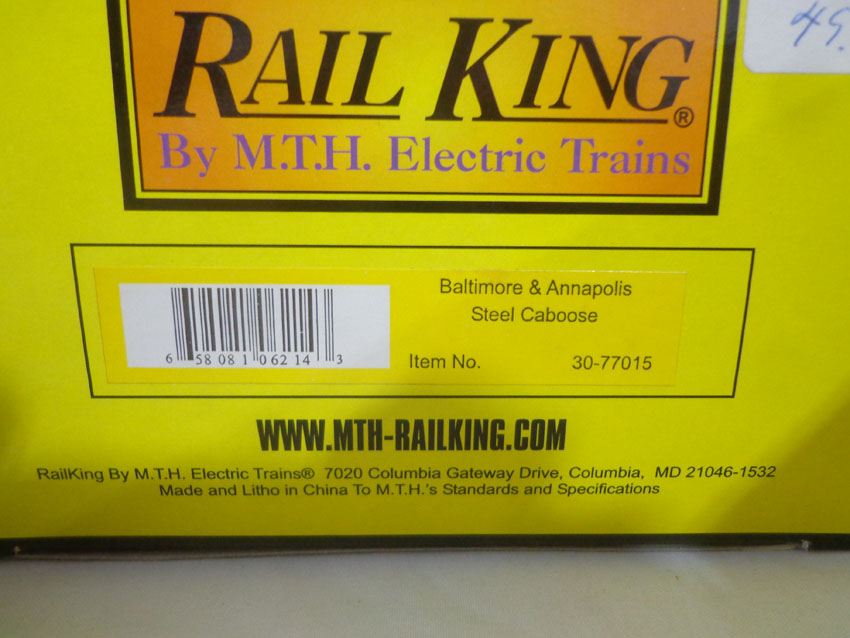 49.
RAIL KING®
By M.T.H. Electric Trains
Baltimore & Annapolis
Steel Caboose
6 58081 06214 3
Item No. 30-77015
WWW.MTH-RAILKING.COM
RailKing By M.T.H. Electric Trains® 7020 Columbia Gateway Drive, Columbia, MD 21046-1532
Made and Litho in China To M.T.H.'s Standards and Specifications